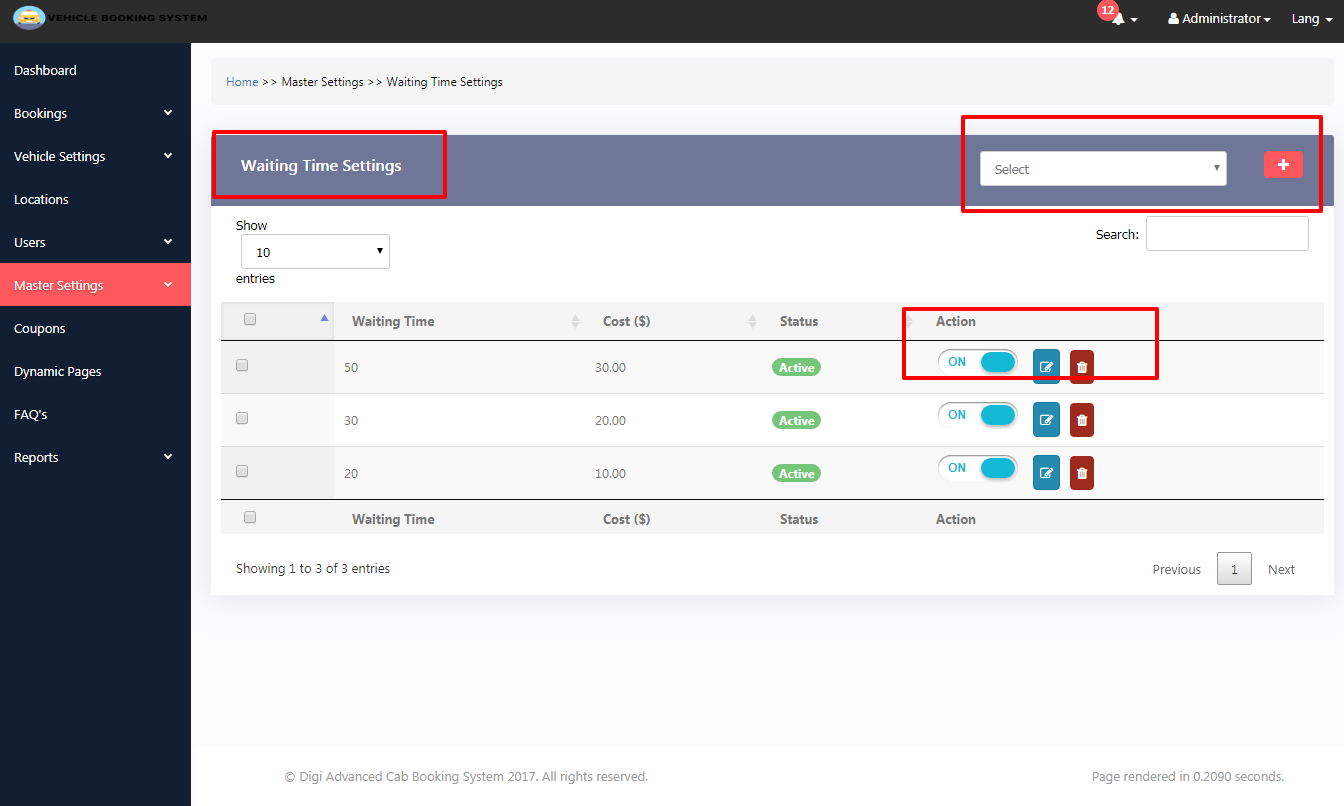 VEHICLE BOOKING SYSTEM
12
Administrator
Lang
Dashboard
Bookings
Vehicle Settings
Locations
Users
Master Settings
Coupons
Dynamic Pages
FAQ's
Reports
Home >> Master Settings >> Waiting Time Settings
Waiting Time Settings
Select
Show
10
entries
Search:
Waiting Time Cost ($) Status Action
50 30.00 Active ON
30 20.00 Active ON
20 10.00 Active ON
Waiting Time Cost ($) Status Action
Showing 1 to 3 of 3 entries
Previous 1 Next
© Digi Advanced Cab Booking System 2017. All rights reserved.
Page rendered in 0.2090 seconds.